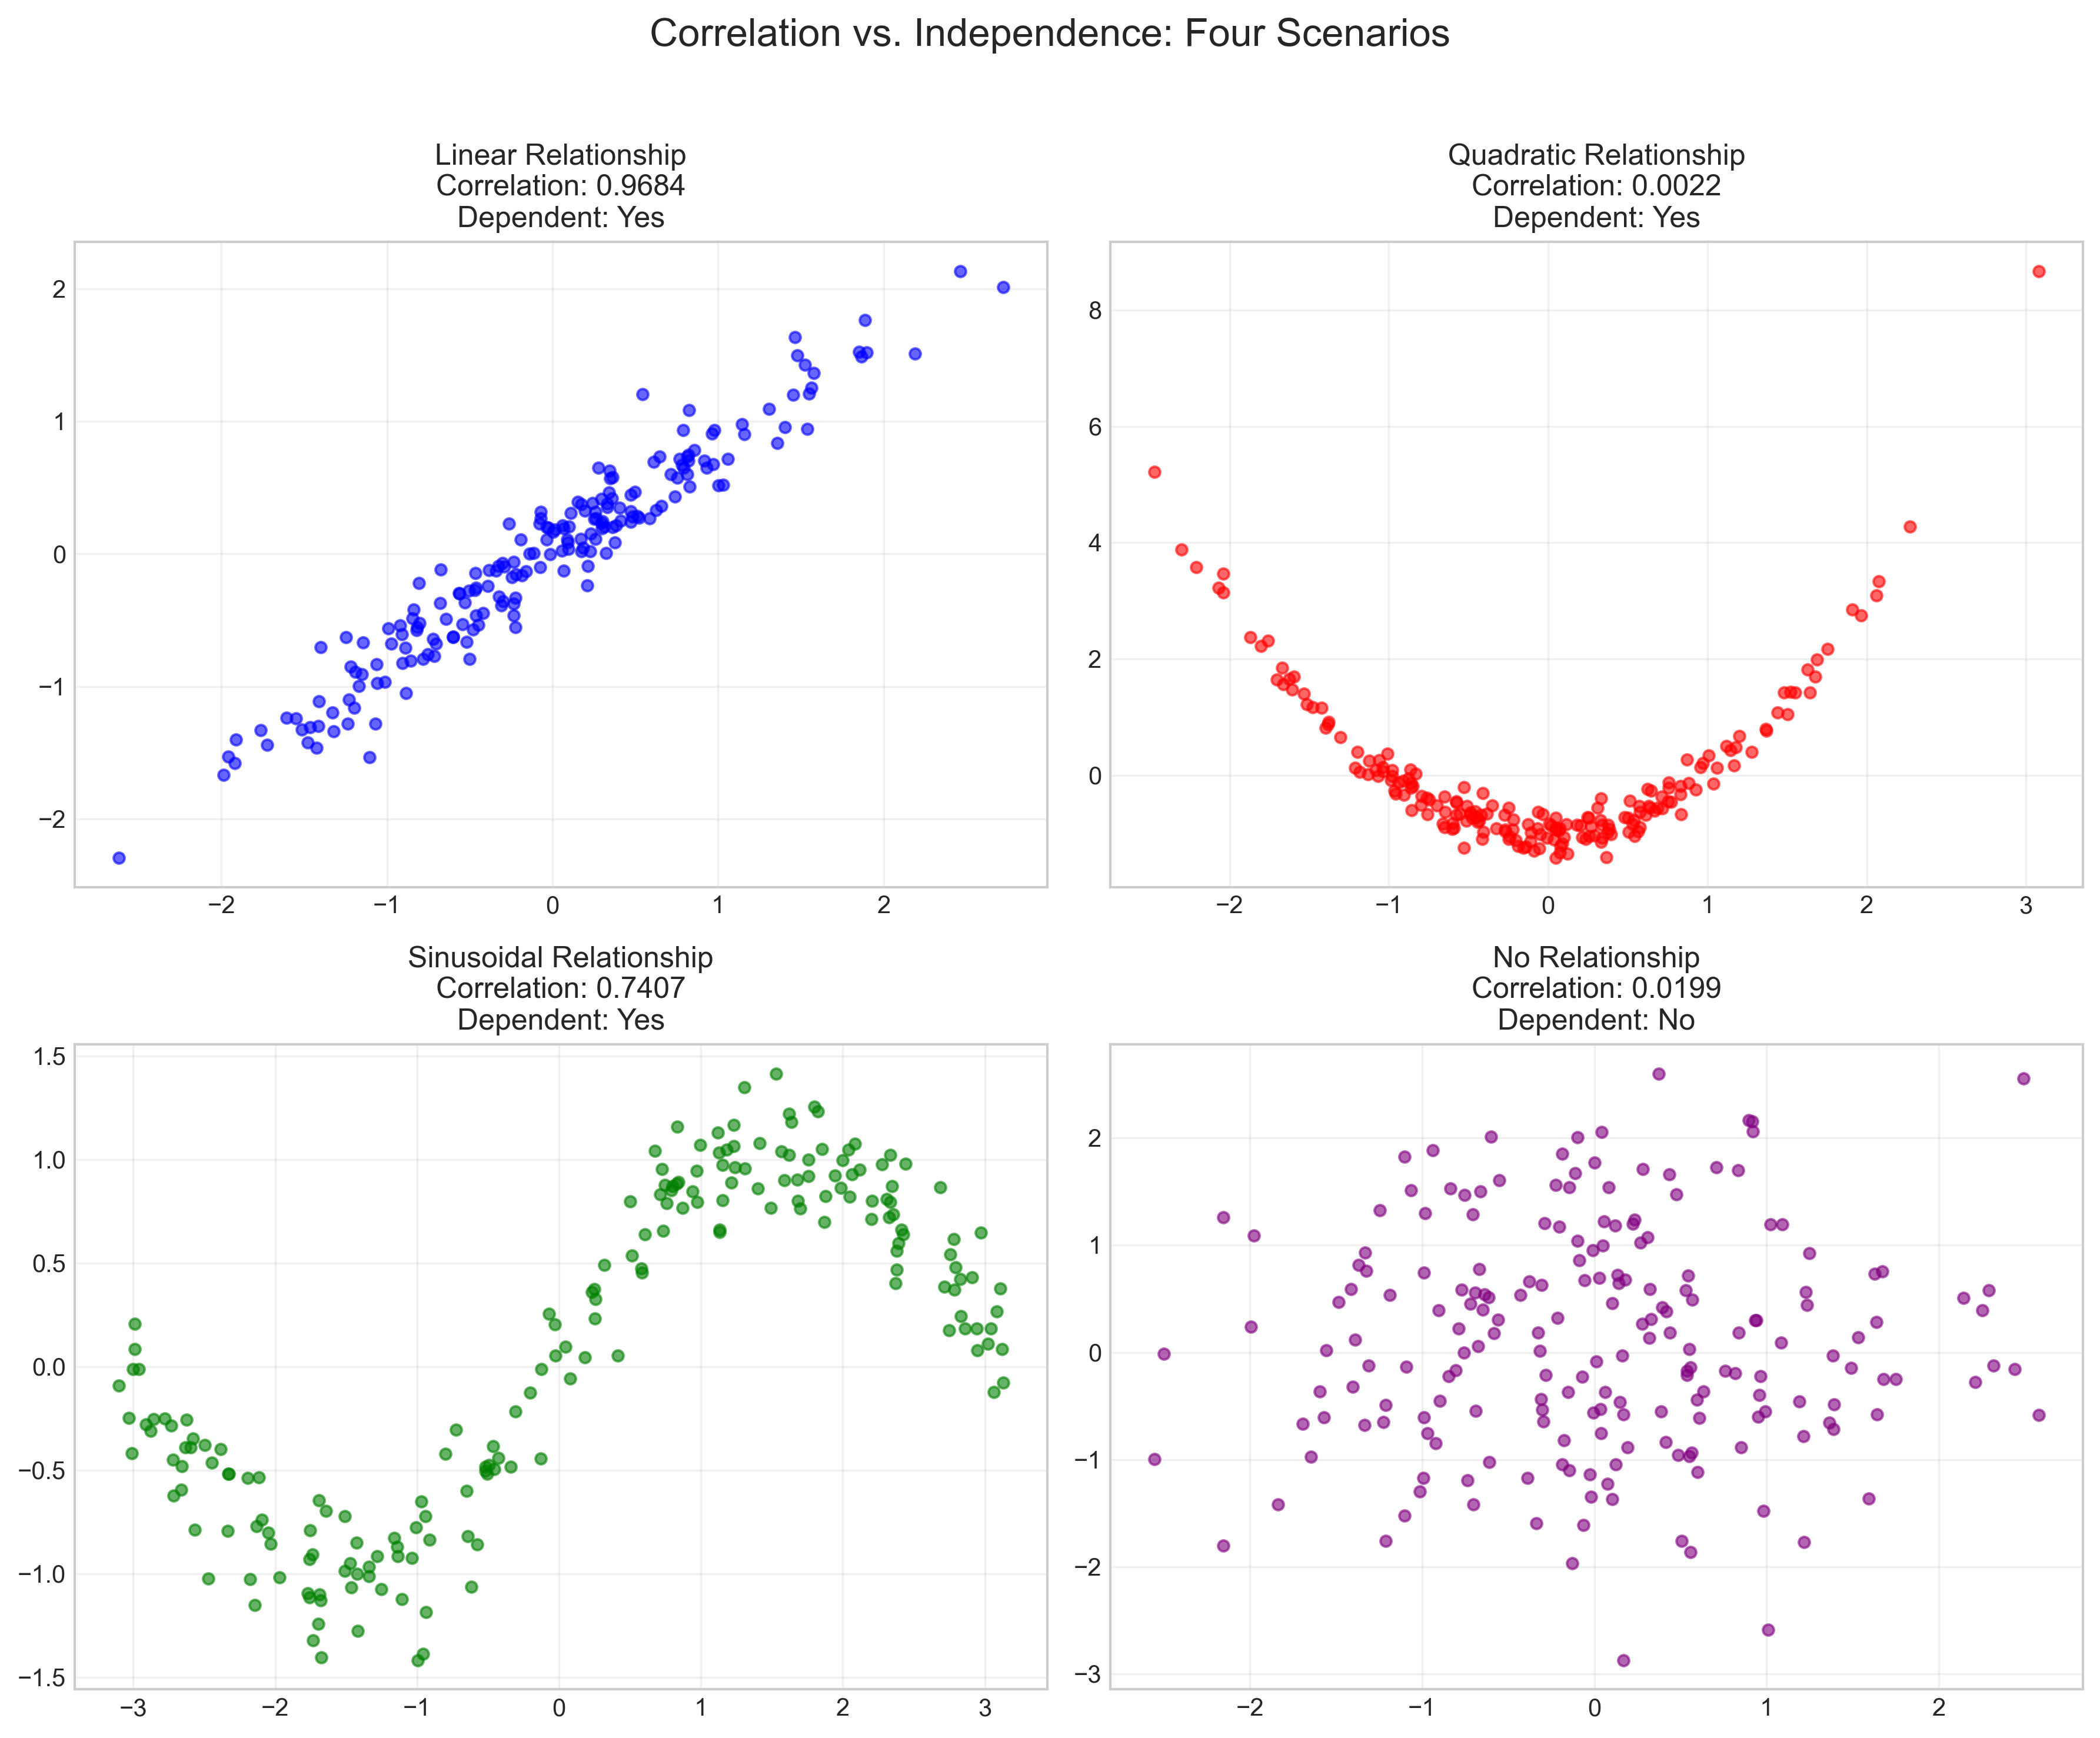 Correlation vs. Independence: Four Scenarios
Linear Relationship
Correlation: 0.9684
Dependent: Yes
2
1
0
−1
−2
−2 −1 0 1 2
Quadratic Relationship
Correlation: 0.0022
Dependent: Yes
8
6
4
2
0
−2 −1 0 1 2 3
Sinusoidal Relationship
Correlation: 0.7407
Dependent: Yes
1.5
1.0
0.5
0.0
−0.5
−1.0
−1.5
−3 −2 −1 0 1 2 3
No Relationship
Correlation: 0.0199
Dependent: No
2
1
0
−1
−2
−3
−2 −1 0 1 2